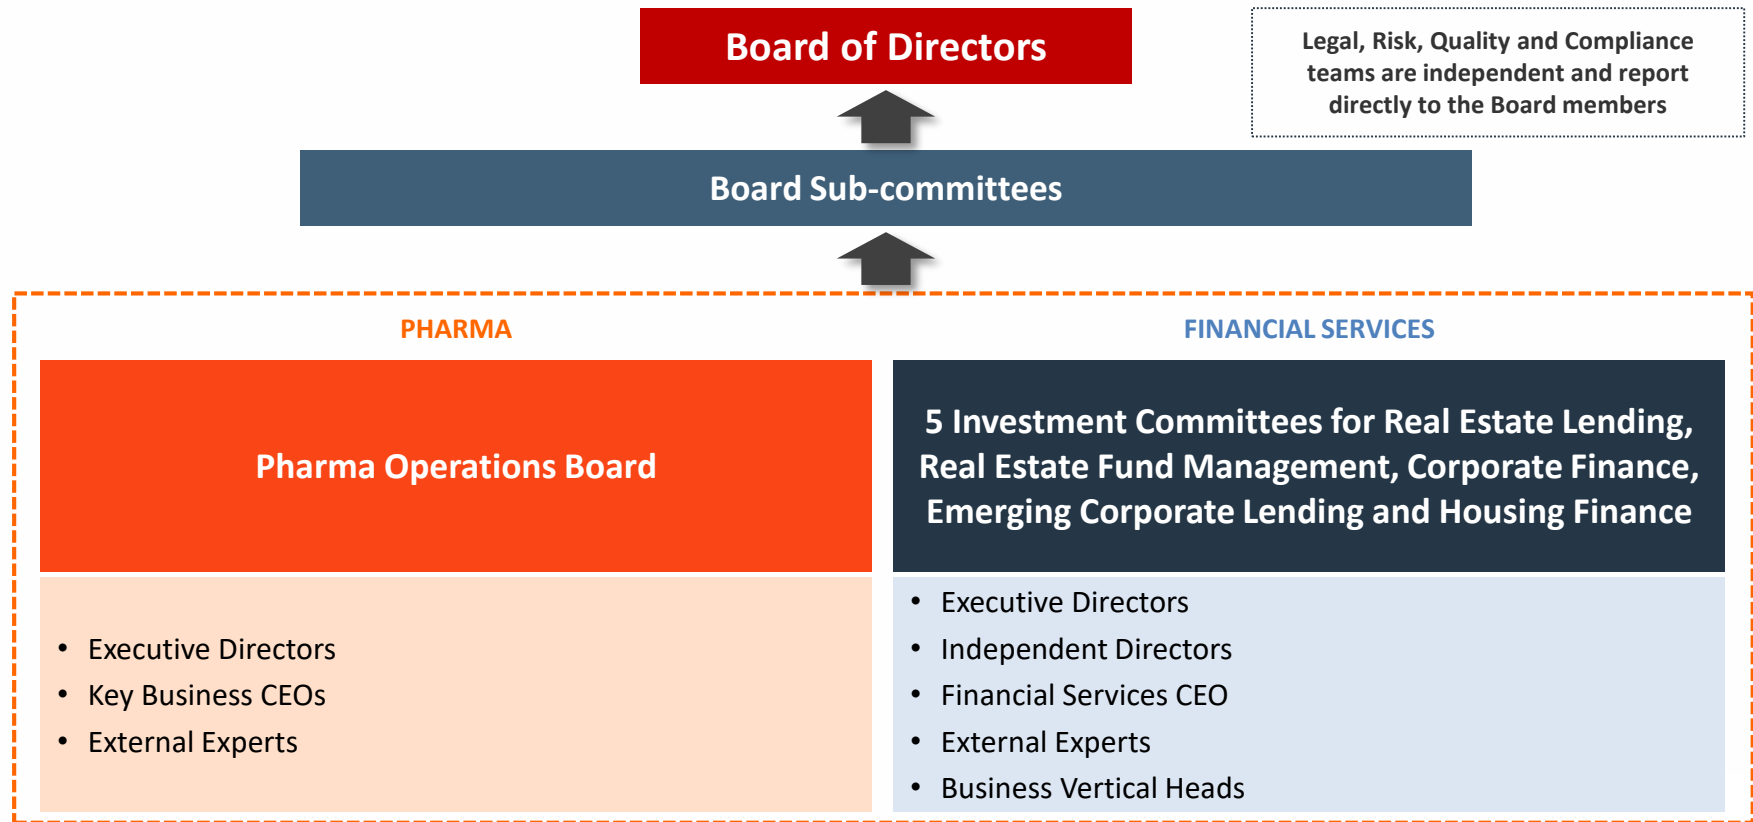 Board of Directors
Legal, Risk, Quality and Compliance
teams are independent and report
directly to the Board members
Board Sub-committees
PHARMA
FINANCIAL SERVICES
Pharma Operations Board
5 Investment Committees for Real Estate Lending,
Real Estate Fund Management, Corporate Finance,
Emerging Corporate Lending and Housing Finance
• Executive Directors
• Key Business CEOs
• External Experts
• Executive Directors
• Independent Directors
• Financial Services CEO
• External Experts
• Business Vertical Heads